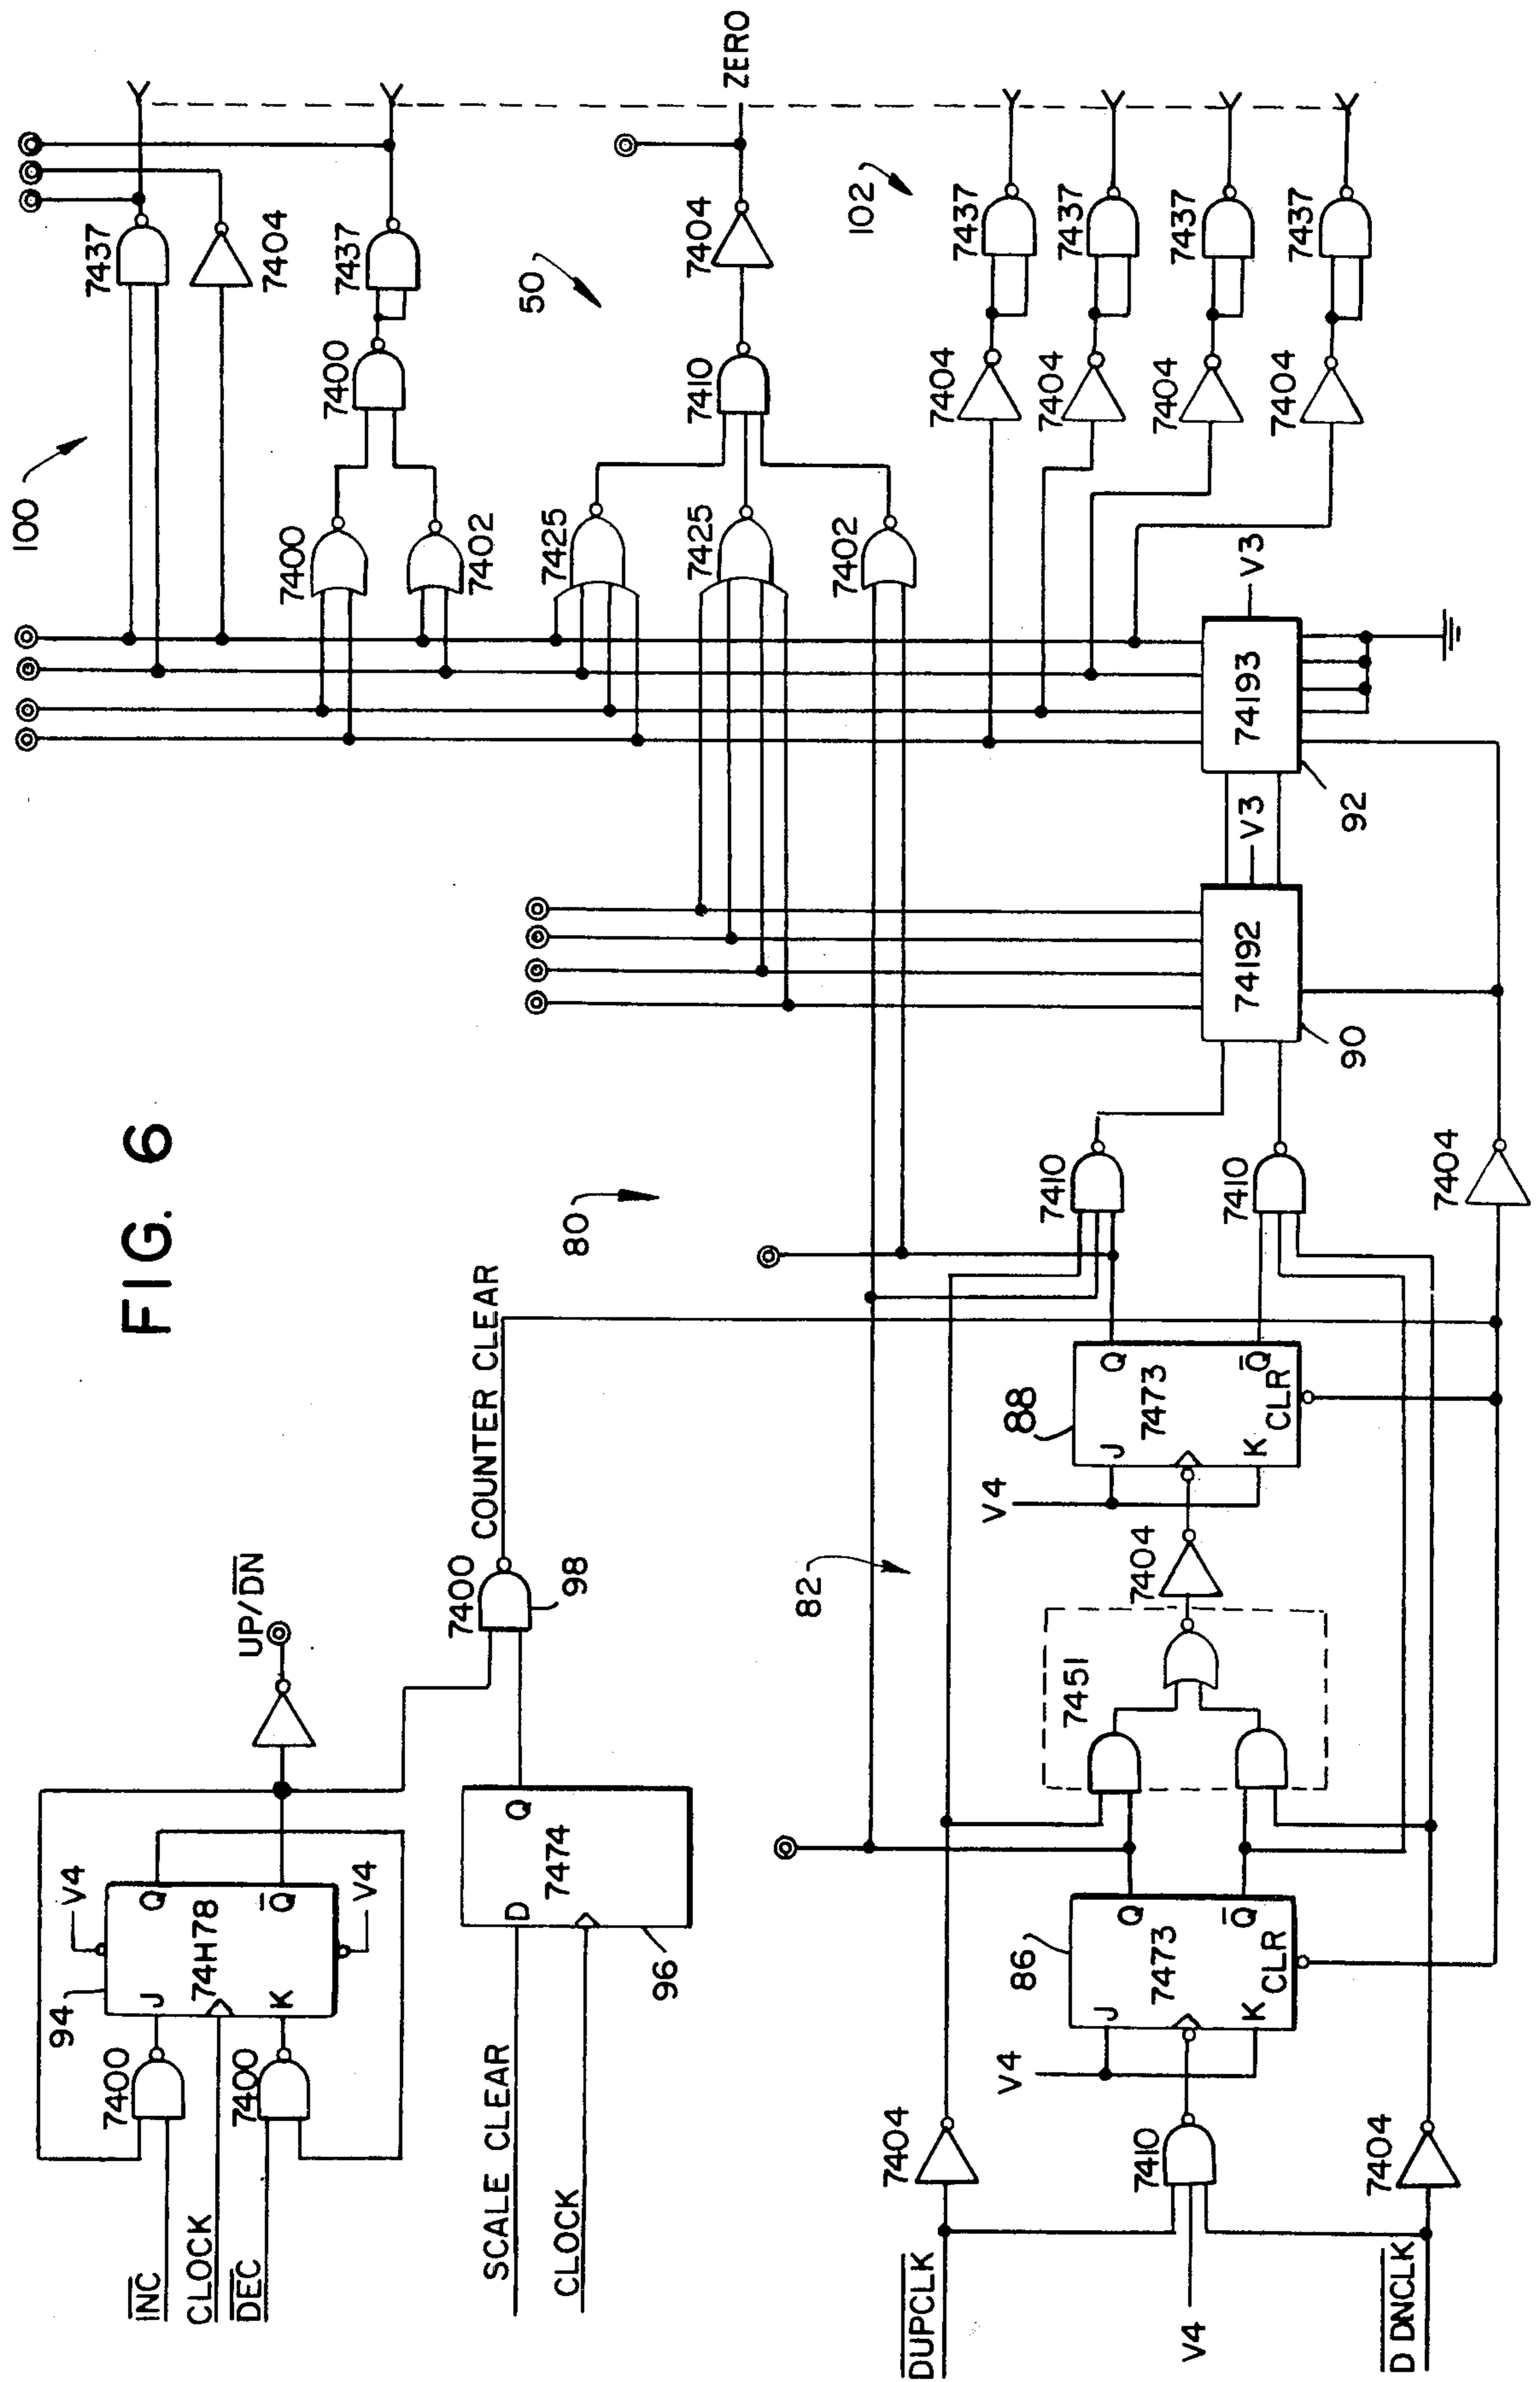 FIG. 6
100
7437
7404
7400
7437
7400
7402
50
7425
7410
7404
ZERO
7425
7402
102
7404
7437
7404
7437
7404
7437
7404
7437
74193
V3
92
V3
74192
90
80
7410
7410
7404
INC
CLOCK
DEC
7400
7400
94
V4
J
Q
74H78
K
Q
V4
UP/DN
SCALE CLEAR
CLOCK
D
Q
7474
96
7400
98
COUNTER CLEAR
82
DUPCLK
V4
D DNCLK
7404
7410
7404
V4
86
J
Q
7473
K
Q
CLR
7451
7404
V4
88
J
Q
7473
K
Q
CLR